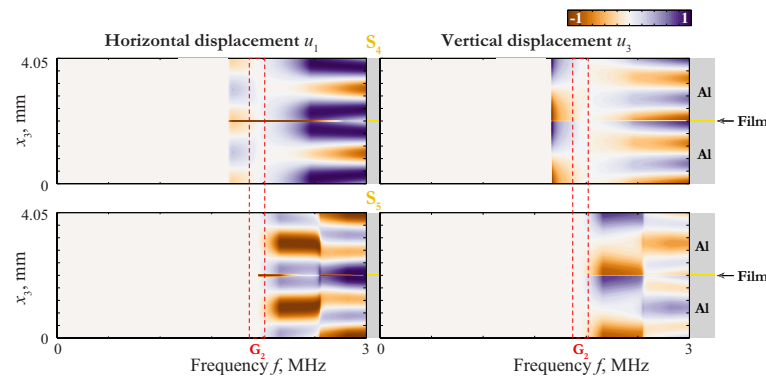 -1 1
Horizontal displacement u₁ S₄ Vertical displacement u₃
4.05
x₃, mm
Al
Film
Al
0
S₅
4.05
x₃, mm
Al
Film
Al
0
0 G₂ 3 0 G₂ 3
Frequency f, MHz Frequency f, MHz